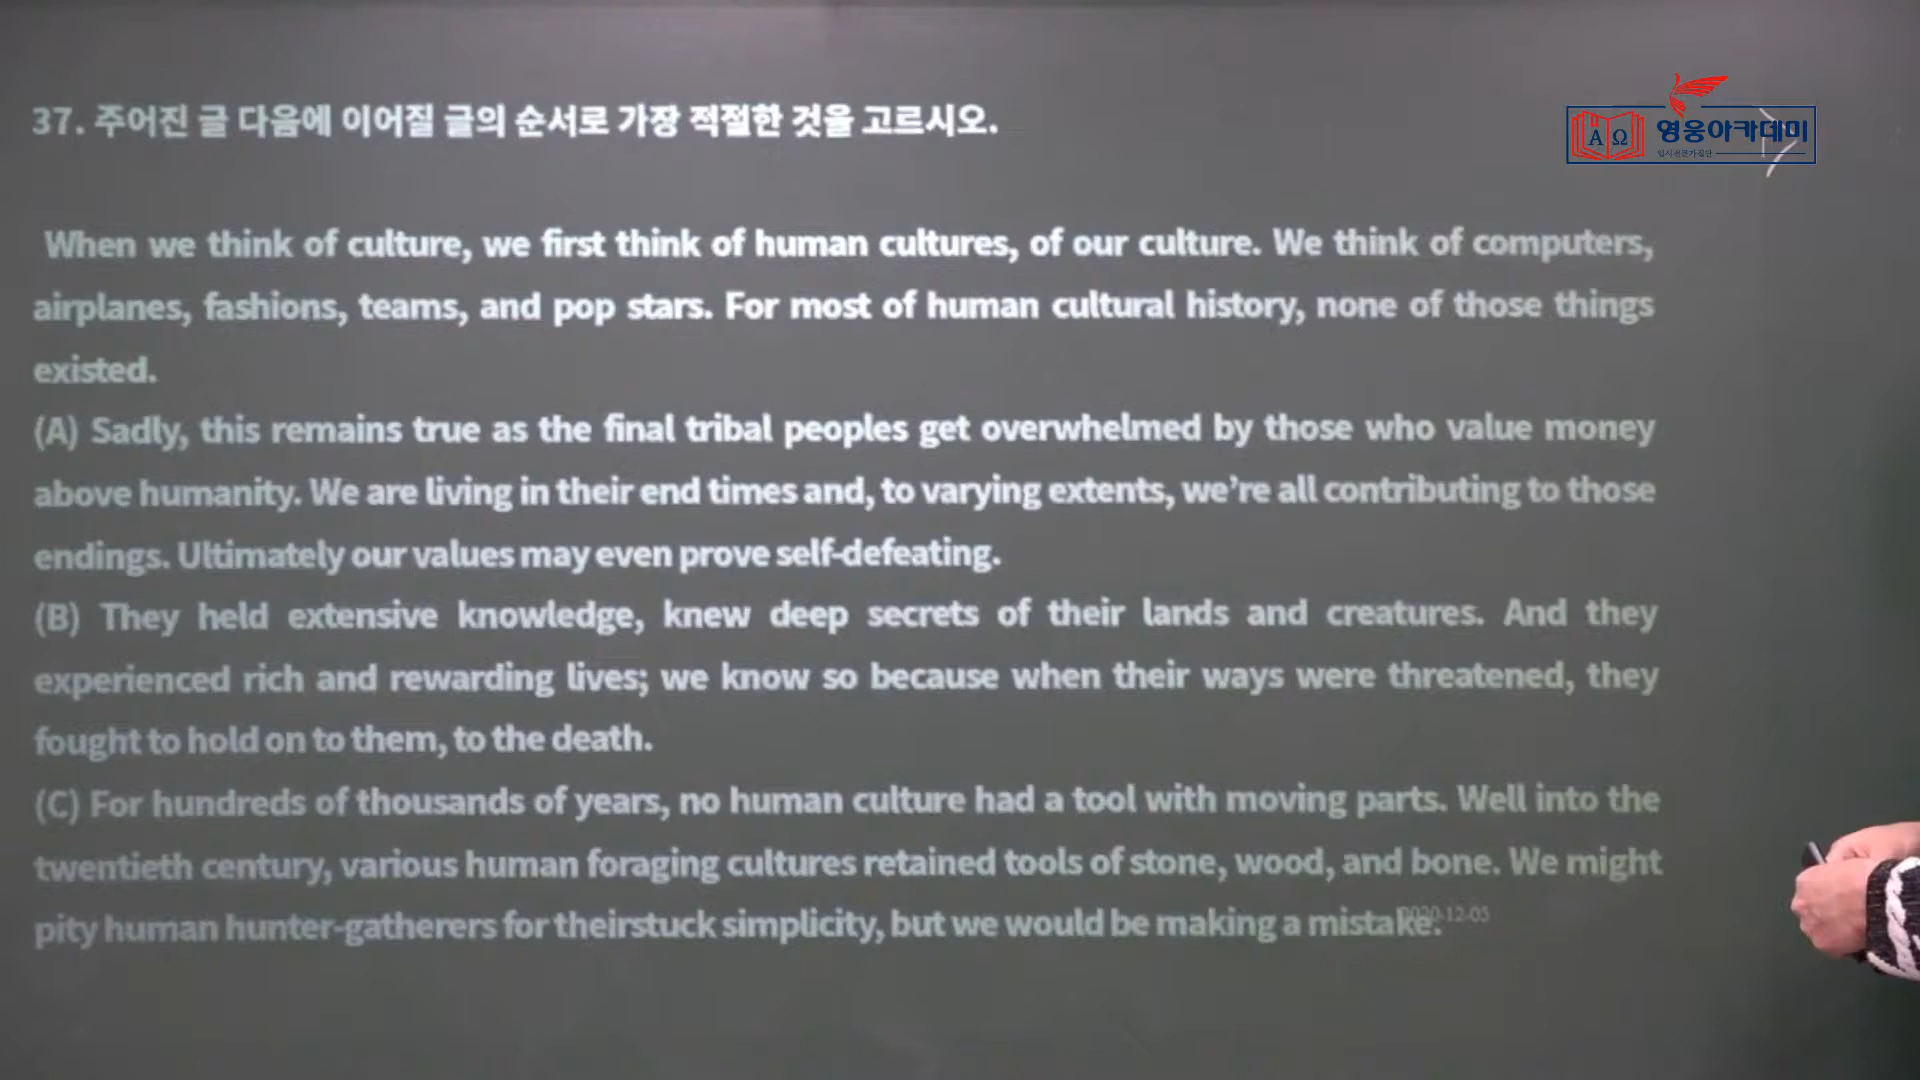 37. 주어진 글 다음에 이어질 글의 순서로 가장 적절한 것을 고르시오.
A Ω 영웅아카데미
입시전문가집단
When we think of culture, we first think of human cultures, of our culture. We think of computers,
airplanes, fashions, teams, and pop stars. For most of human cultural history, none of those things
existed.
(A) Sadly, this remains true as the final tribal peoples get overwhelmed by those who value money
above humanity. We are living in their end times and, to varying extents, we’re all contributing to those
endings. Ultimately our values may even prove self-defeating.
(B) They held extensive knowledge, knew deep secrets of their lands and creatures. And they
experienced rich and rewarding lives; we know so because when their ways were threatened, they
fought to hold on to them, to the death.
(C) For hundreds of thousands of years, no human culture had a tool with moving parts. Well into the
twentieth century, various human foraging cultures retained tools of stone, wood, and bone. We might
pity human hunter-gatherers for theirstuck simplicity, but we would be making a mistake.
2020-12-05